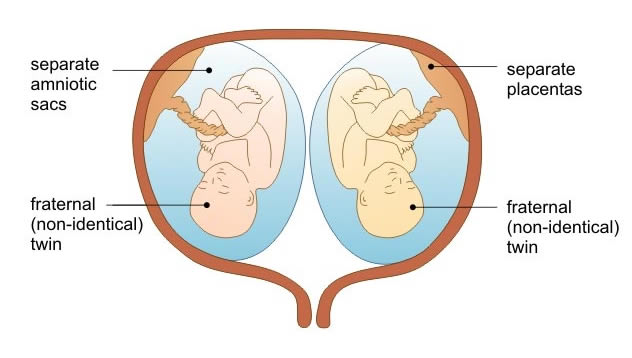 separate
amniotic
sacs
separate
placentas
fraternal
(non-identical)
twin
fraternal
(non-identical)
twin